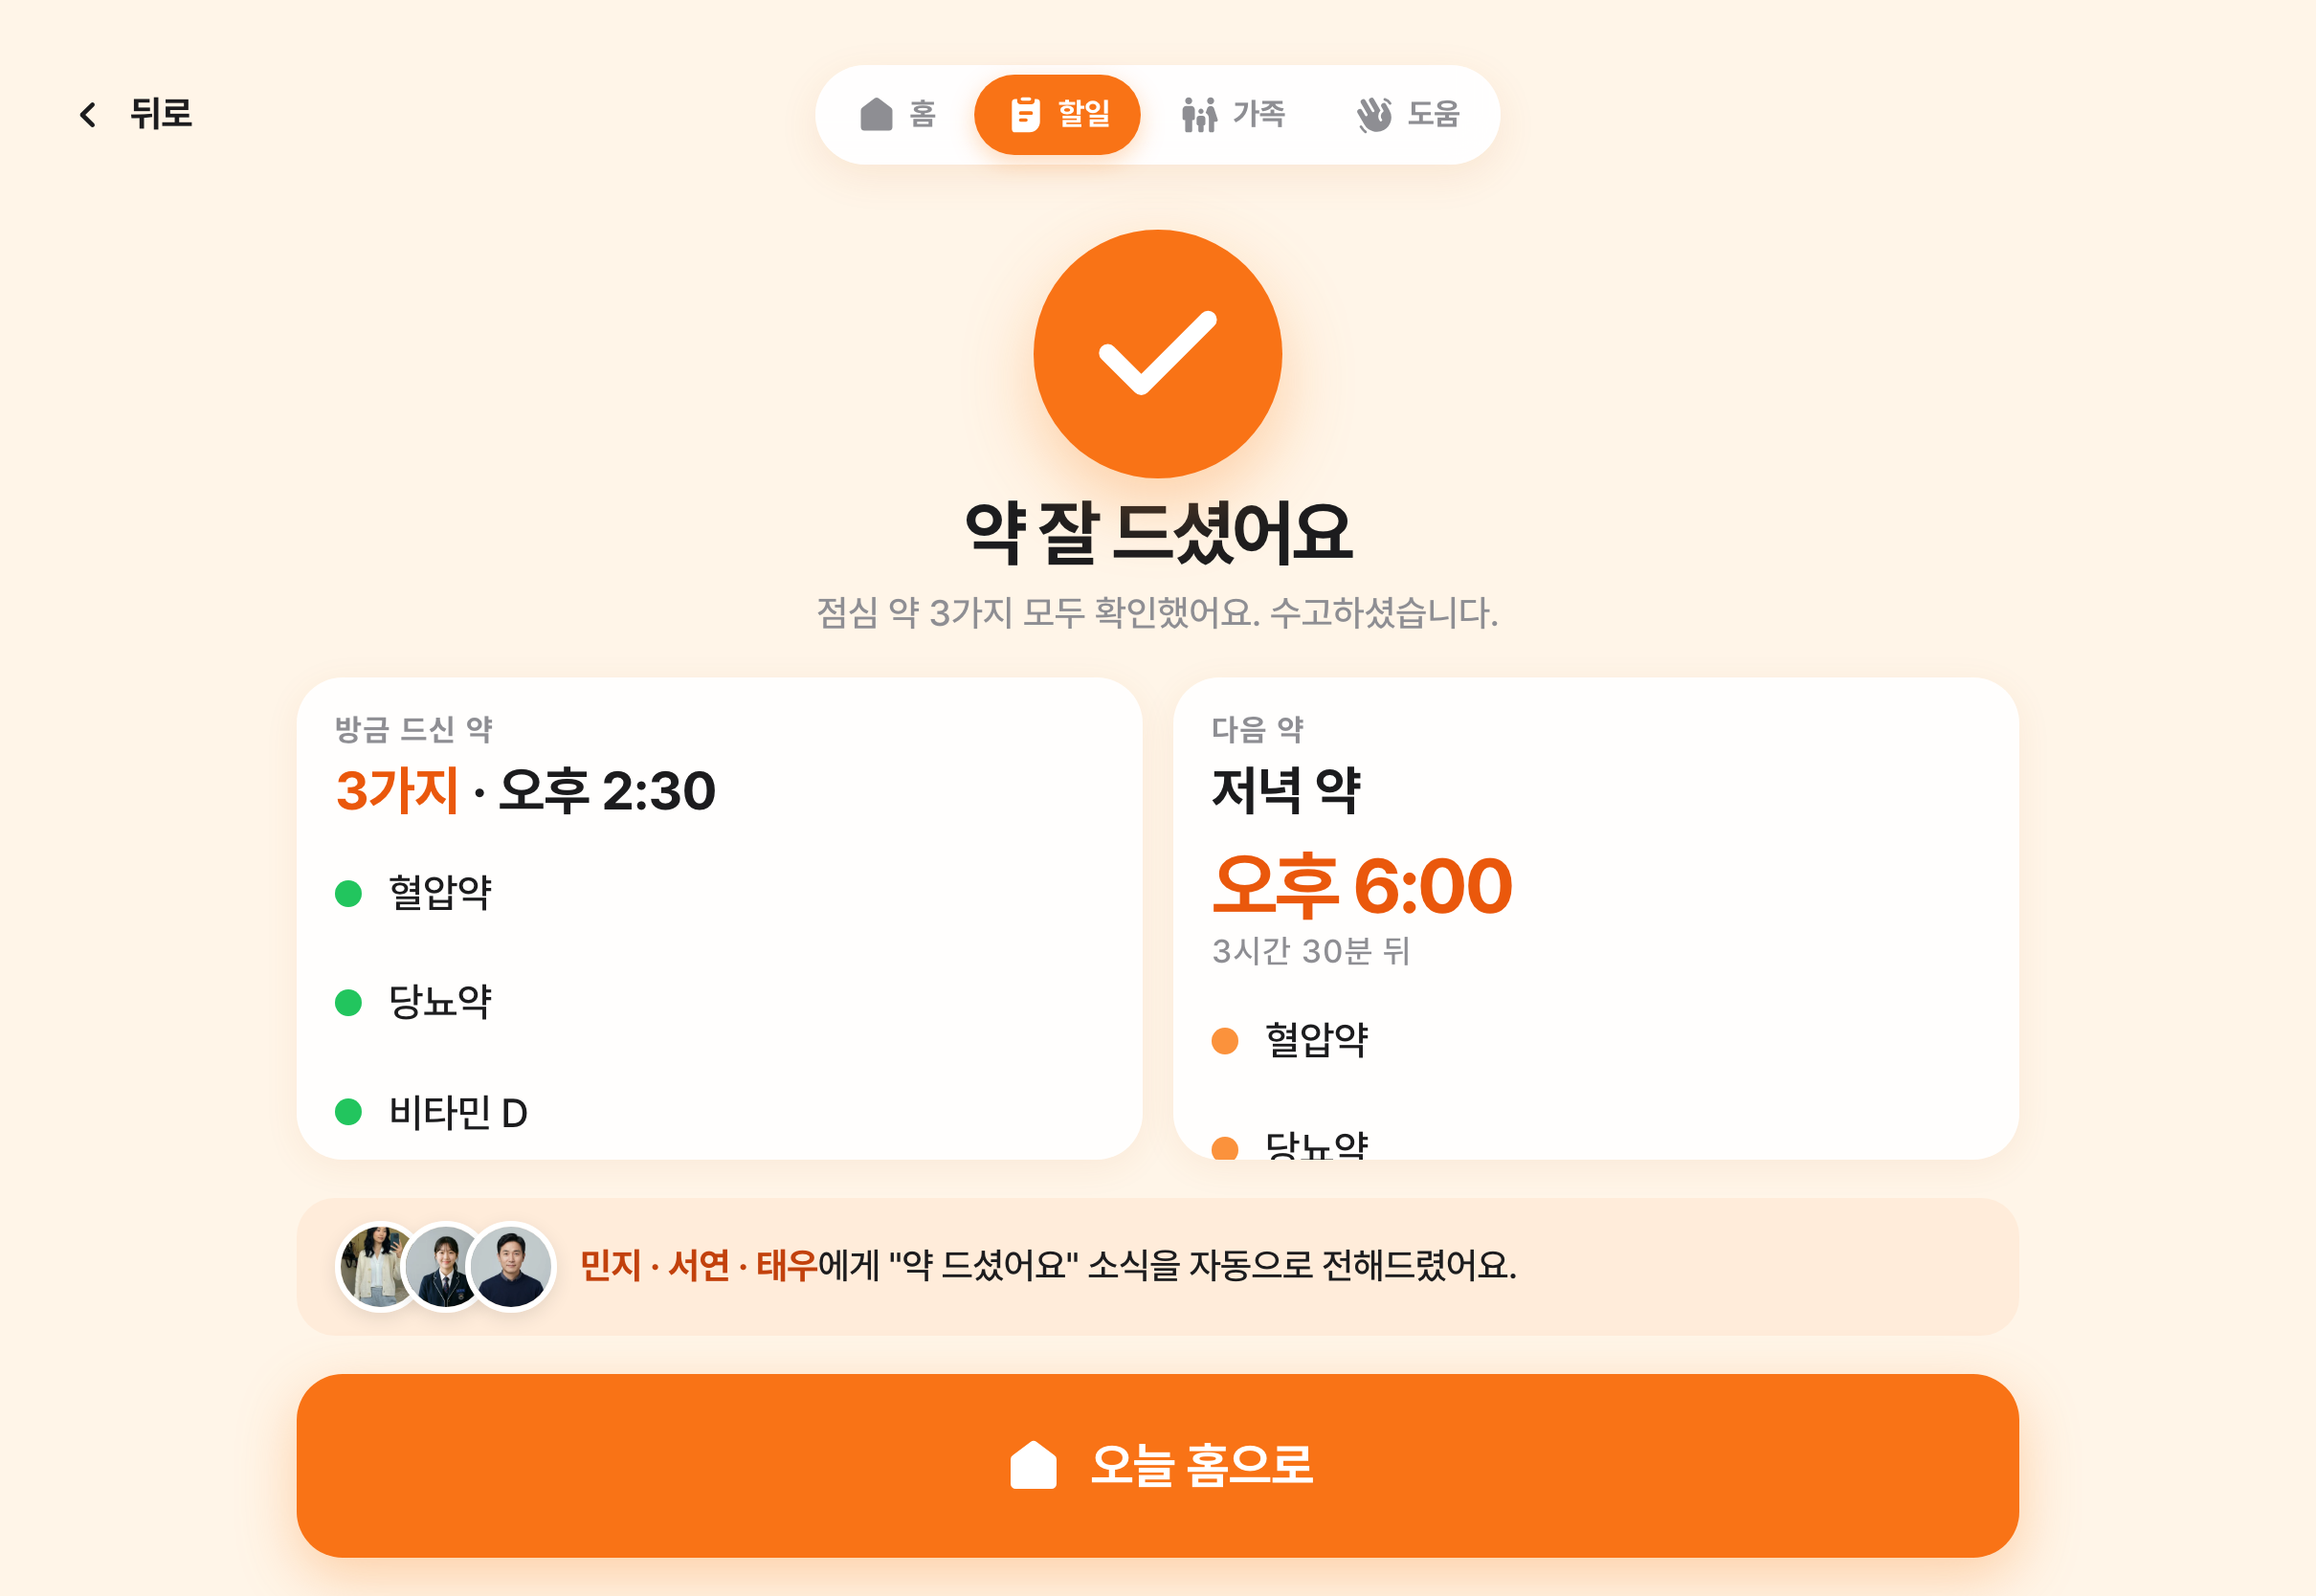 뒤로
홈
할일
가족
도움
약 잘 드셨어요
점심 약 3가지 모두 확인했어요. 수고하셨습니다.
방금 드신 약
3가지 · 오후 2:30
혈압약
당뇨약
비타민 D
다음 약
저녁 약
오후 6:00
3시간 30분 뒤
혈압약
당뇨약
민지 · 서연 · 태우에게 "약 드셨어요" 소식을 자동으로 전해드렸어요.
오늘 홈으로